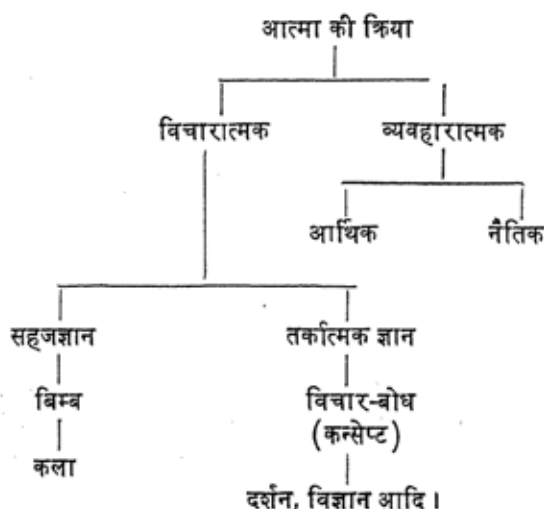 आत्मा की क्रिया
विचारात्मक व्यवहारात्मक
आर्थिक नैतिक
सहजज्ञान तर्कात्मक ज्ञान
बिम्ब विचार-बोध
(कन्सेप्ट)
कला
दर्शन, विज्ञान आदि।